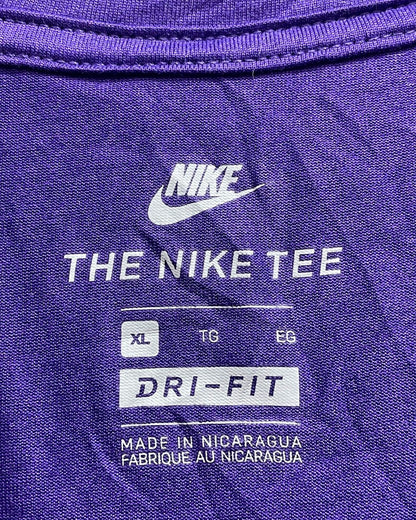 NIKE
THE NIKE TEE
XL TG EG
DRI-FIT
MADE IN NICARAGUA
FABRIQUE AU NICARAGUA